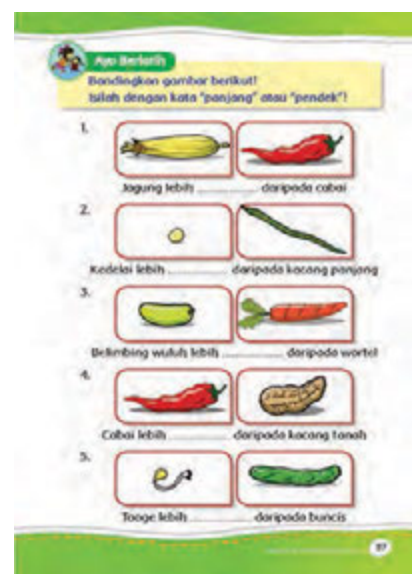 Ayo Berlatih
Bandingkan gambar berikut!
Isilah dengan kata "panjang" atau "pendek"!
1.
Jagung lebih ............... daripada cabai
2.
Kedelai lebih ............... daripada kacang panjang
3.
Belimbing wuluh lebih ............... daripada wortel
4.
Cabai lebih ............... daripada kacang tanah
5.
Tooge lebih ............... daripada buncis